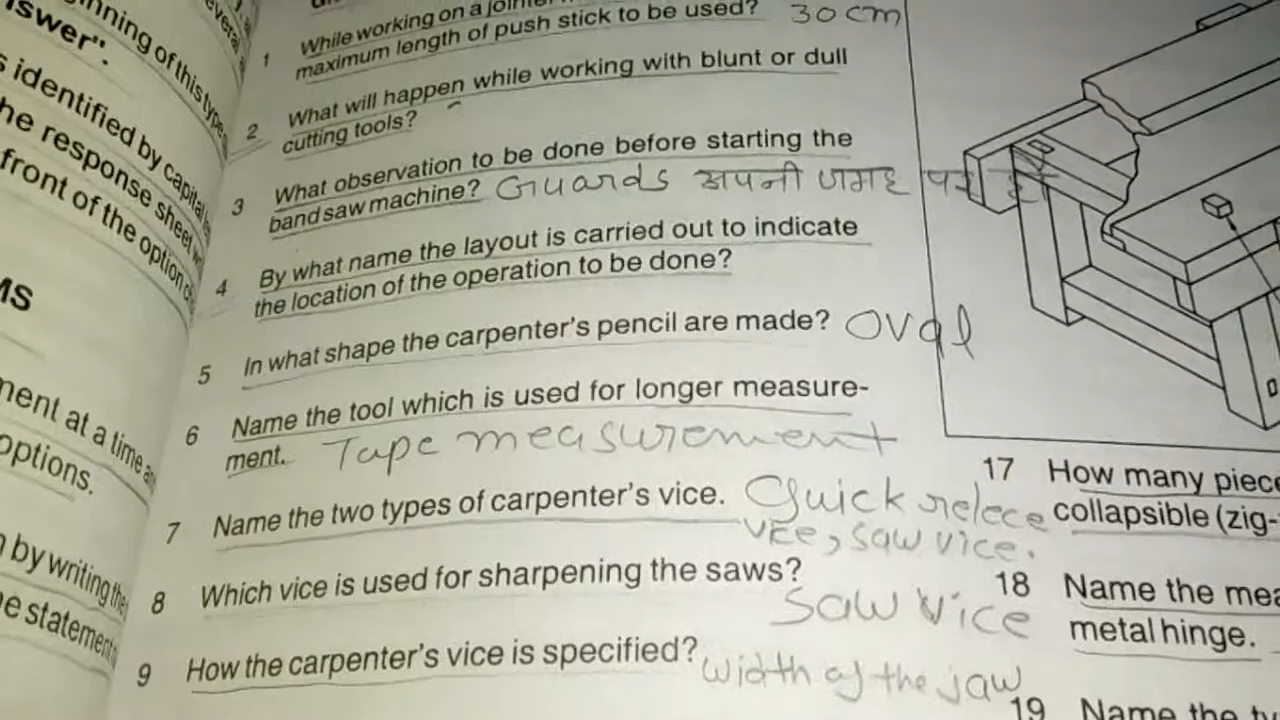 nning of this type
several
swer".
s identified by capital
he response sheet
front of the option
MS
ment at a time
options.
by writing the
e statement
1 While working on a jointer
maximum length of push stick to be used? 30 cm
2 What will happen while working with blunt or dull
cutting tools?
3 What observation to be done before starting the
band saw machine? Guards अपनी जगह पर हो
4 By what name the layout is carried out to indicate
the location of the operation to be done?
5 In what shape the carpenter's pencil are made? Oval
6 Name the tool which is used for longer measure-
ment. Tape measurement
7 Name the two types of carpenter's vice. Quick relece
vice, saw vice.
8 Which vice is used for sharpening the saws?
Saw vice
9 How the carpenter's vice is specified? Width of the jaw
17 How many piece
collapsible (zig-
18 Name the mea
metal hinge.
19 Name the ty